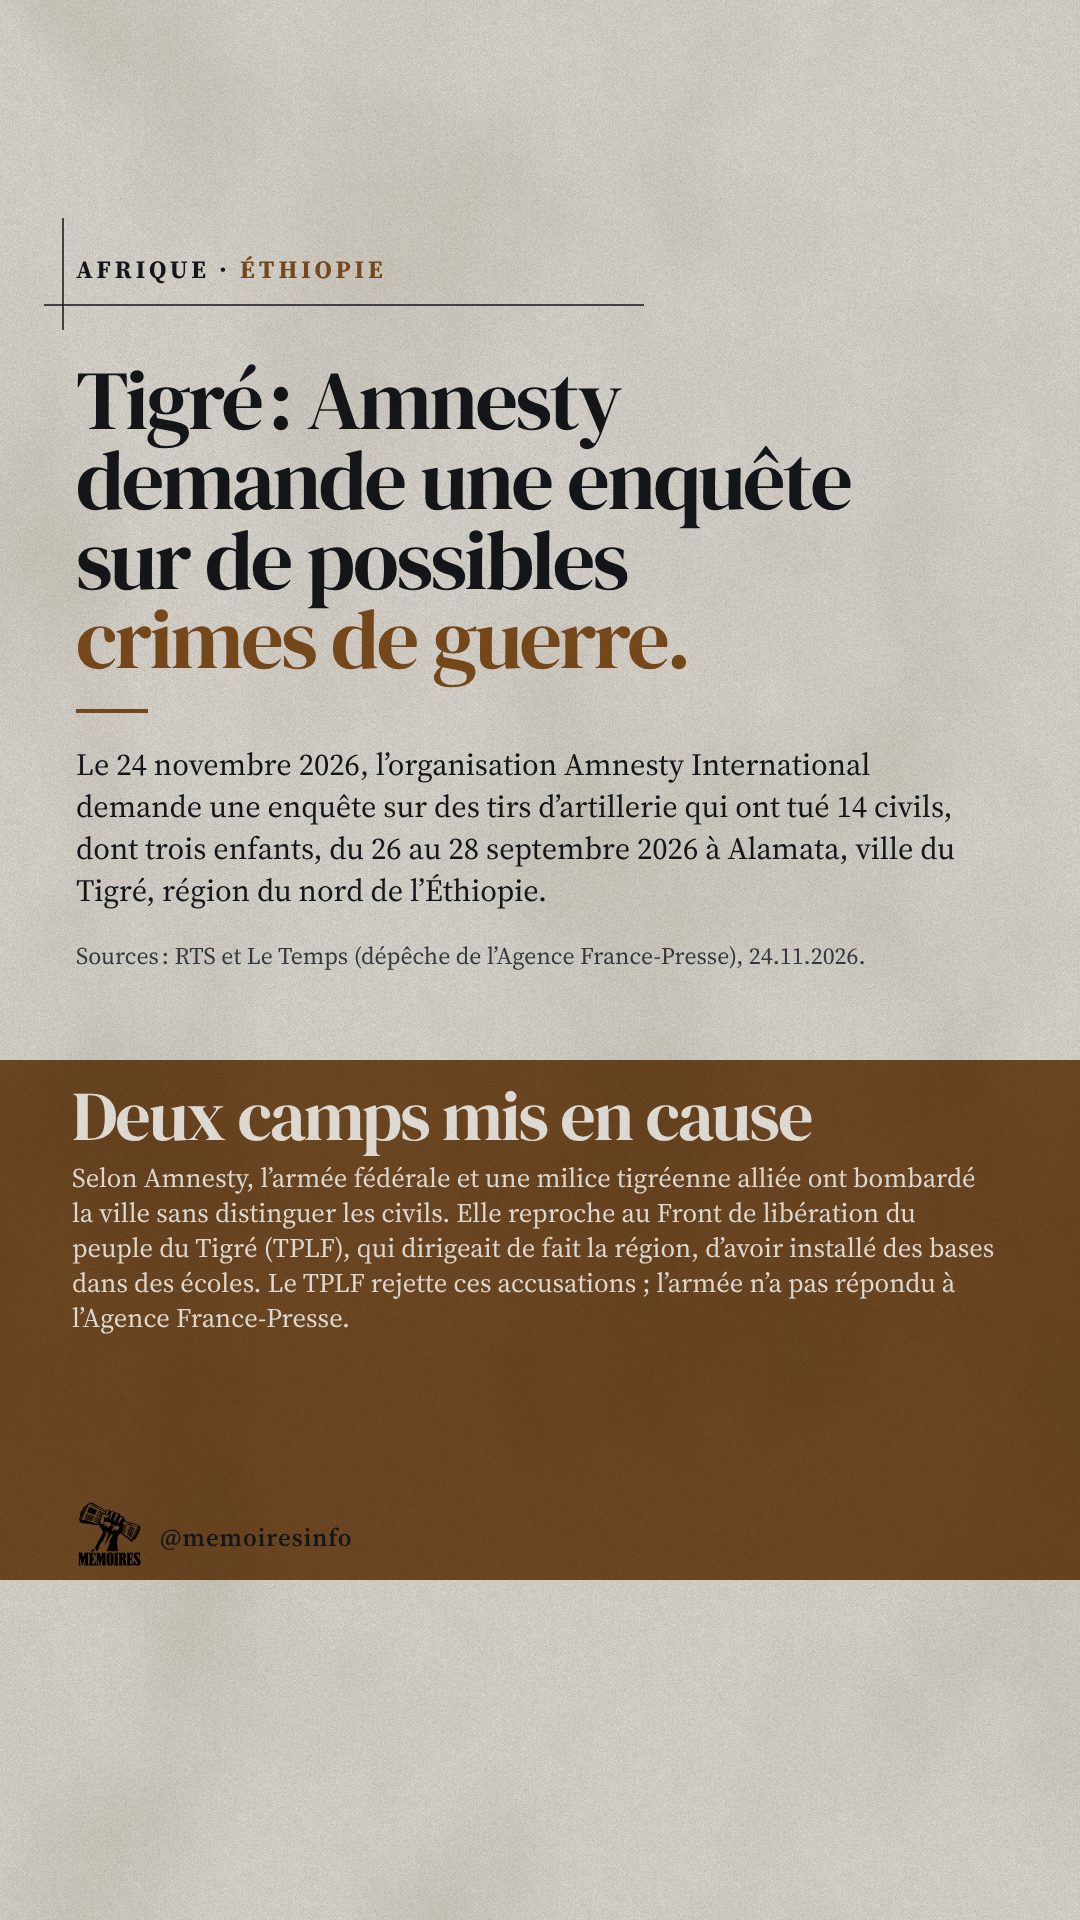 AFRIQUE · ÉTHIOPIE
Tigré : Amnesty
demande une enquête
sur de possibles
crimes de guerre.
Le 24 novembre 2026, l’organisation Amnesty International
demande une enquête sur des tirs d’artillerie qui ont tué 14 civils,
dont trois enfants, du 26 au 28 septembre 2026 à Alamata, ville du
Tigré, région du nord de l’Éthiopie.
Sources : RTS et Le Temps (dépêche de l’Agence France-Presse), 24.11.2026.
Deux camps mis en cause
Selon Amnesty, l’armée fédérale et une milice tigréenne alliée ont bombardé
la ville sans distinguer les civils. Elle reproche au Front de libération du
peuple du Tigré (TPLF), qui dirigeait de fait la région, d’avoir installé des bases
dans des écoles. Le TPLF rejette ces accusations ; l’armée n’a pas répondu à
l’Agence France-Presse.
MÉMOIRES
@memoiresinfo